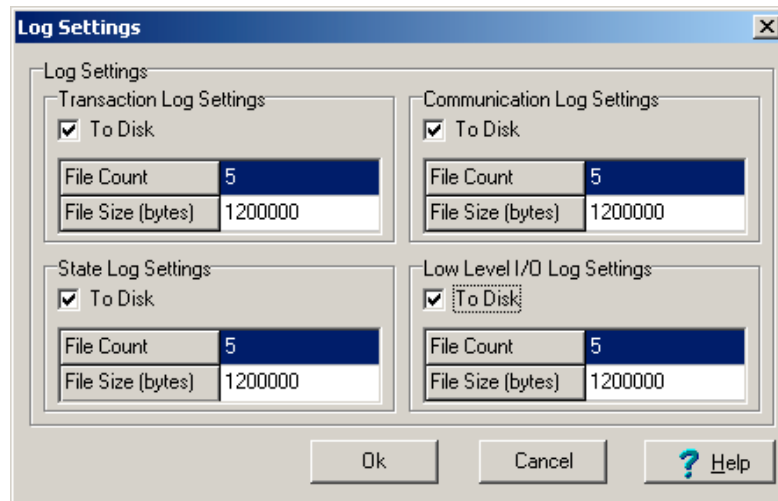 Log Settings
Log Settings
Transaction Log Settings
To Disk
File Count 5
File Size (bytes) 1200000
Communication Log Settings
To Disk
File Count 5
File Size (bytes) 1200000
State Log Settings
To Disk
File Count 5
File Size (bytes) 1200000
Low Level I/O Log Settings
To Disk
File Count 5
File Size (bytes) 1200000
Ok
Cancel
? Help